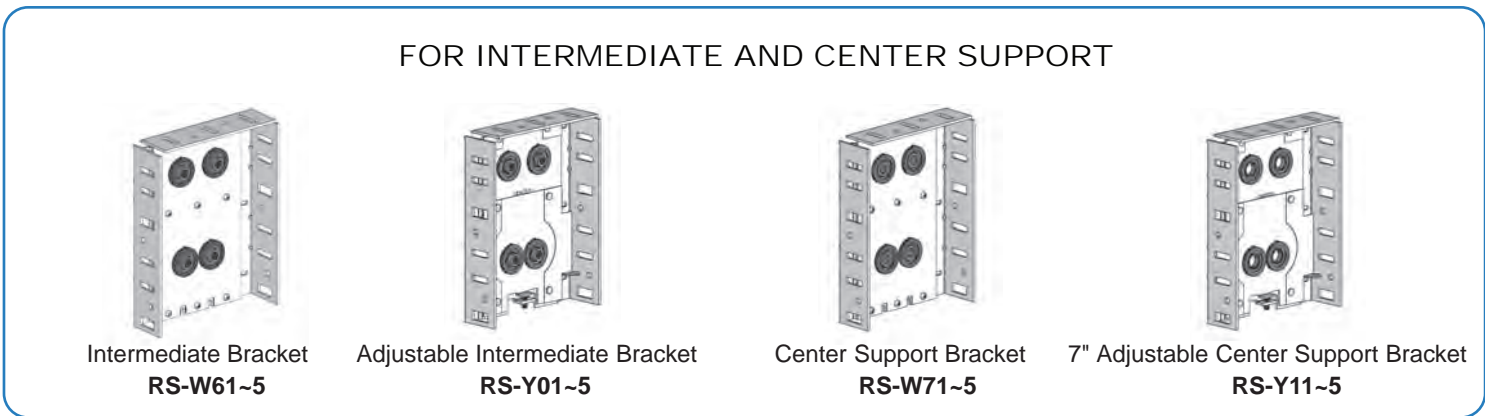 FOR INTERMEDIATE AND CENTER SUPPORT
Intermediate Bracket
RS-W61~5
Adjustable Intermediate Bracket
RS-Y01~5
Center Support Bracket
RS-W71~5
7" Adjustable Center Support Bracket
RS-Y11~5